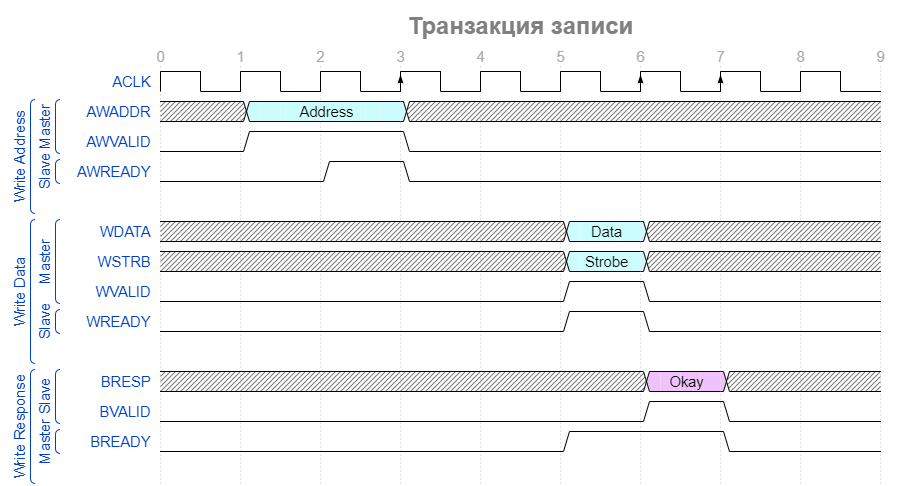 Транзакция записи
0 1 2 3 4 5 6 7 8 9
ACLK
Write Address
Master
AWADDR Address
AWVALID
Slave
AWREADY
Write Data
Master
WDATA Data
WSTRB Strobe
WVALID
Slave
WREADY
Write Response
Slave
BRESP Okay
BVALID
Master
BREADY